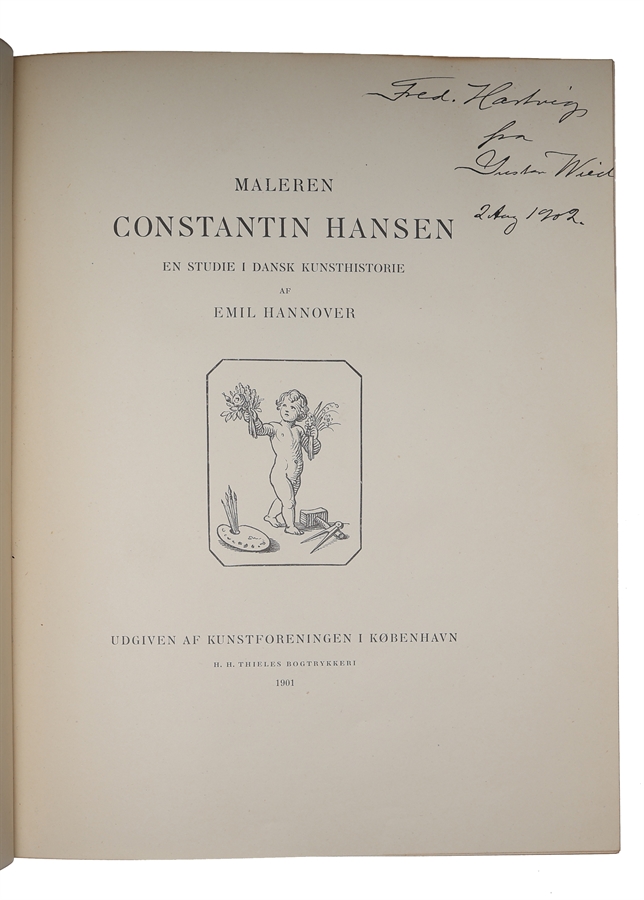 Fred. Hartvig
fra
Gustav Wied
2 Aug 1902.
MALEREN
CONSTANTIN HANSEN
EN STUDIE I DANSK KUNSTHISTORIE
AF
EMIL HANNOVER
UDGIVEN AF KUNSTFORENINGEN I KØBENHAVN
H. H. THIELES BOGTRYKKERI
1901